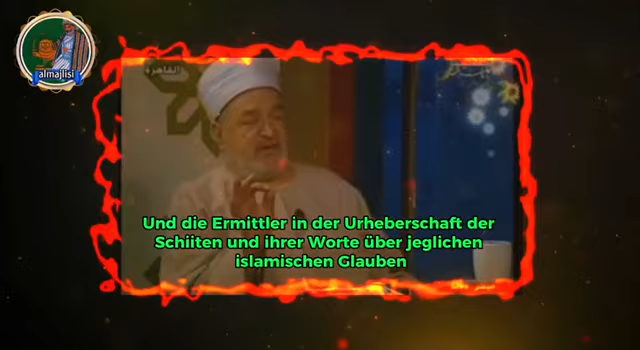 almajlisi
القاهرة
Und die Ermittler in der Urheberschaft der
Schiiten und ihrer Worte über jeglichen
islamischen Glauben